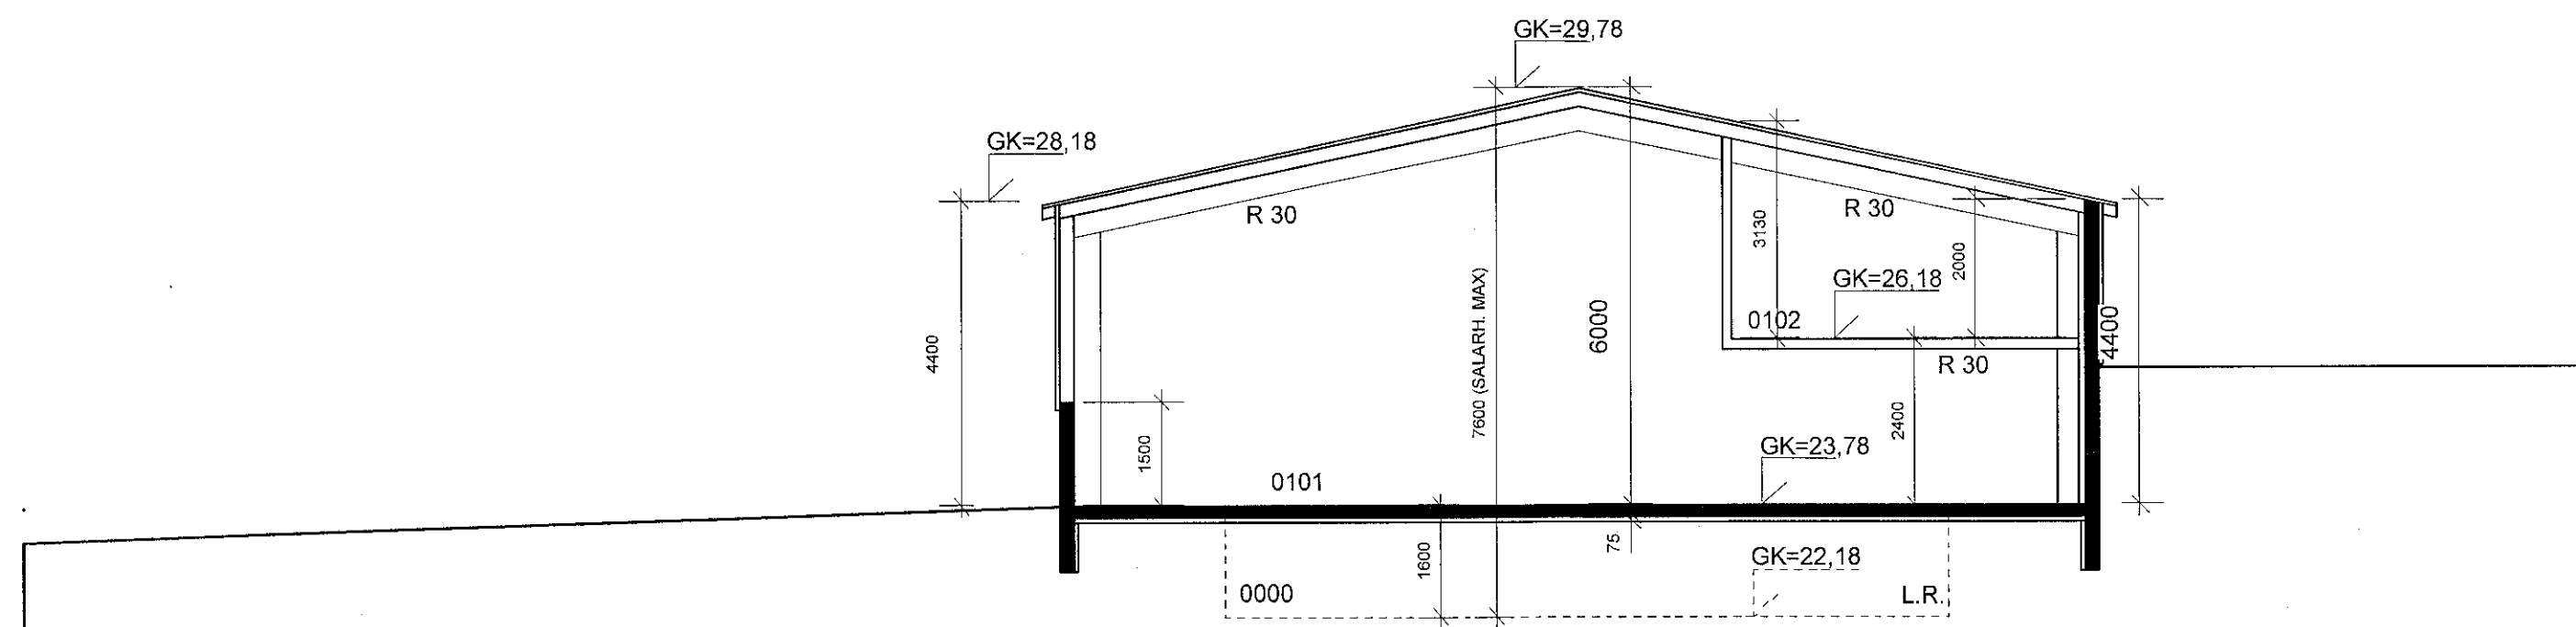 GK=29,78
GK=28,18
R 30
R 30
3130
2000
GK=26,18
0102
7600 (SALARH. MAX)
6000
4400
4400
R 30
2400
1500
GK=23,78
0101
75
1600
GK=22,18
0000
L.R.